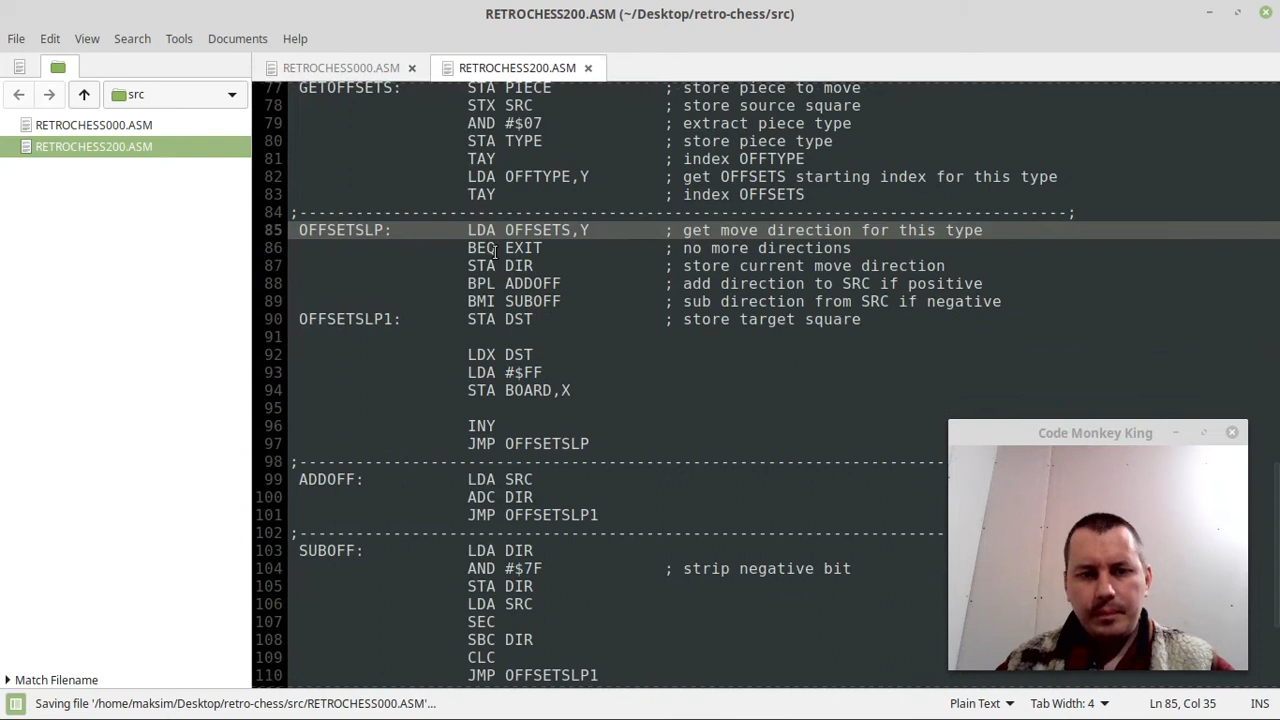 RETROCHESS200.ASM (~/Desktop/retro-chess/src)
File Edit View Search Tools Documents Help
RETROCHESS000.ASM RETROCHESS200.ASM
src
RETROCHESS000.ASM
RETROCHESS200.ASM
77 GETOFFSETS: STA PIECE ; store piece to move
78 STX SRC ; store source square
79 AND #$07 ; extract piece type
80 STA TYPE ; store piece type
81 TAY ; index OFFTYPE
82 LDA OFFTYPE,Y ; get OFFSETS starting index for this type
83 TAY ; index OFFSETS
84 ;----------------------------------------------------------------------------------;
85 OFFSETSLP: LDA OFFSETS,Y ; get move direction for this type
86 BEQ EXIT ; no more directions
87 STA DIR ; store current move direction
88 BPL ADDOFF ; add direction to SRC if positive
89 BMI SUBOFF ; sub direction from SRC if negative
90 OFFSETSLP1: STA DST ; store target square
91
92 LDX DST
93 LDA #$FF
94 STA BOARD,X
95
96 INY
97 JMP OFFSETSLP
98 ;---------------------------------------------------------------------
99 ADDOFF: LDA SRC
100 ADC DIR
101 JMP OFFSETSLP1
102 ;---------------------------------------------------------------------
103 SUBOFF: LDA DIR
104 AND #$7F ; strip negative bit
105 STA DIR
106 LDA SRC
107 SEC
108 SBC DIR
109 CLC
110 JMP OFFSETSLP1
Code Monkey King
Match Filename
Saving file '/home/maksim/Desktop/retro-chess/src/RETROCHESS000.ASM'... Plain Text Tab Width: 4 Ln 85, Col 35 INS